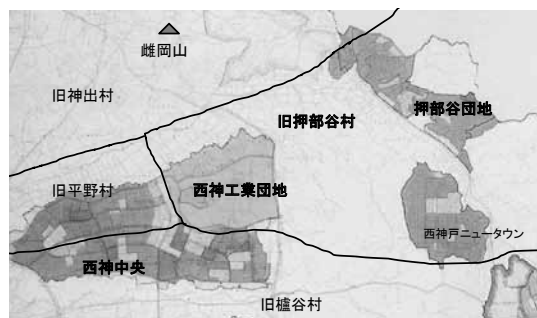 雌岡山
旧神出村
旧押部谷村
押部谷団地
旧平野村
西神工業団地
西神戸ニュータウン
西神中央
旧櫨谷村